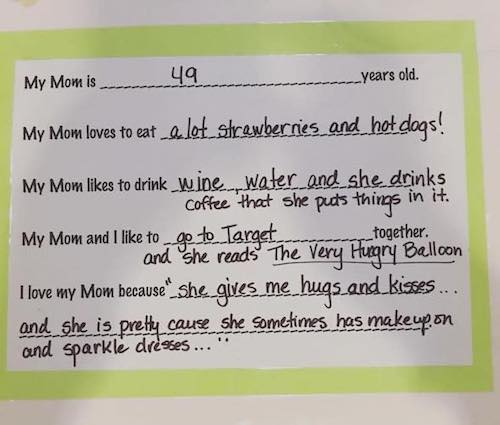 My Mom is 49 years old.
My Mom loves to eat a lot strawberries and hotdogs!
My Mom likes to drink wine, water and she drinks
coffee that she puts things in it.
My Mom and I like to go to Target together.
and she reads The Very Hugry Balloon
I love my Mom because "she gives me hugs and kisses...
and she is pretty cause she sometimes has makeup on
and sparkle dresses..."